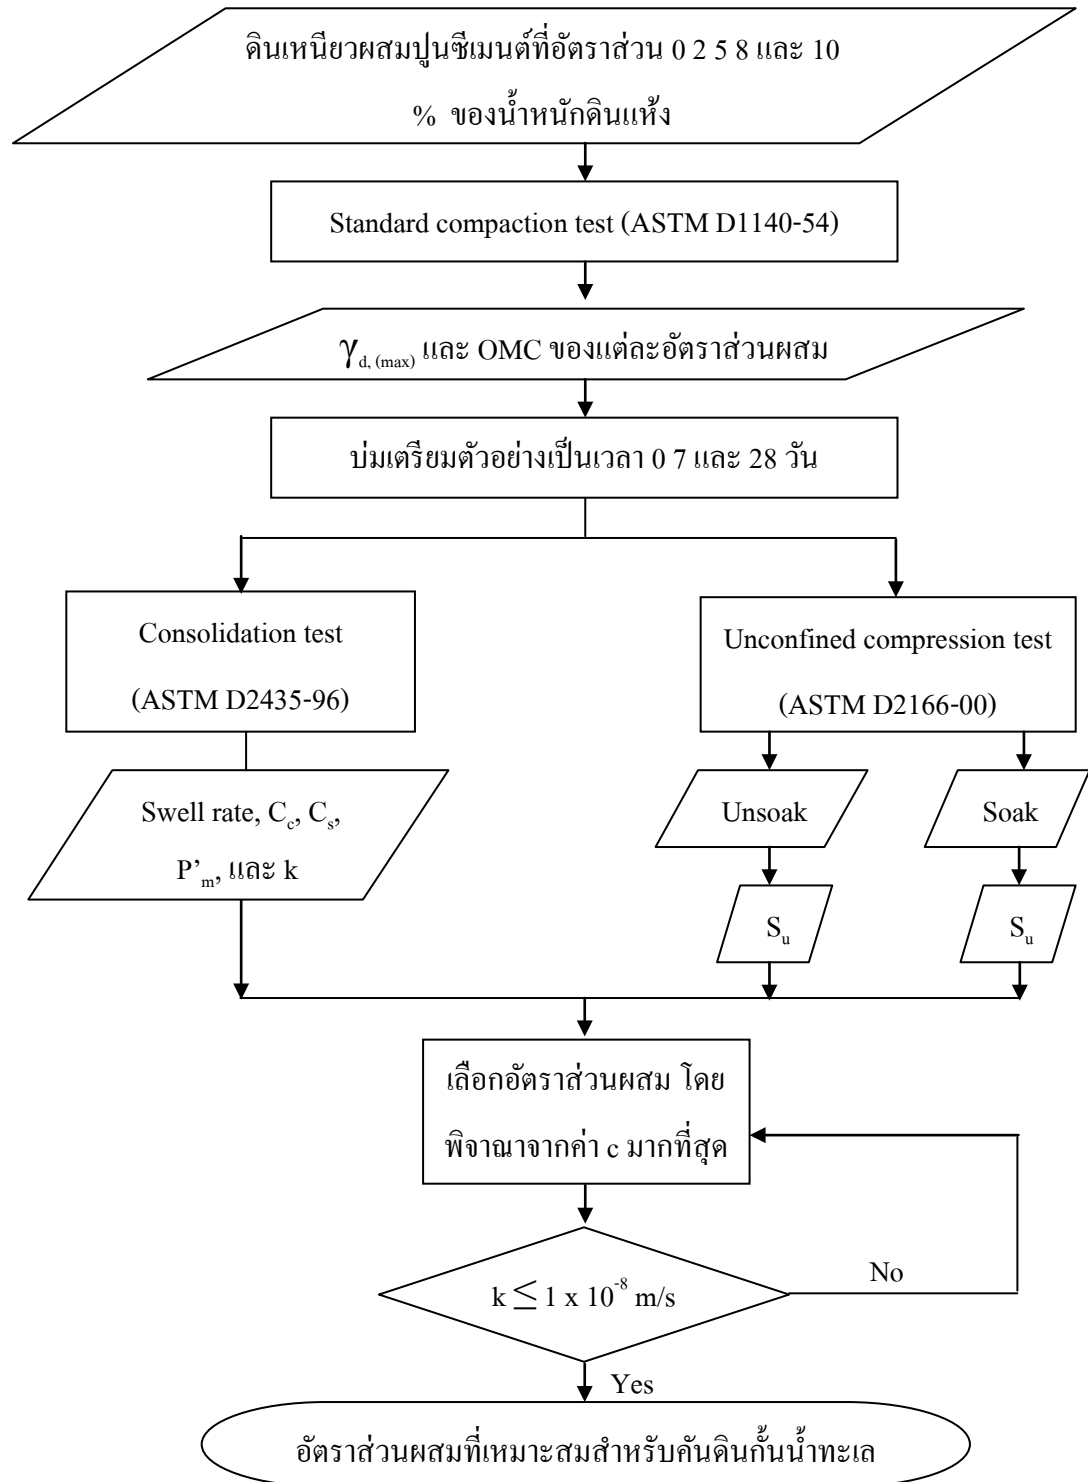 ดินเหนียวผสมปูนซีเมนต์ที่อัตราส่วน 0 2 5 8 และ 10
% ของน้ำหนักดินแห้ง
Standard compaction test (ASTM D1140-54)
γd, (max) และ OMC ของแต่ละอัตราส่วนผสม
บ่มเตรียมตัวอย่างเป็นเวลา 0 7 และ 28 วัน
Consolidation test
(ASTM D2435-96)
Unconfined compression test
(ASTM D2166-00)
Swell rate, Cc, Cs,
P’m, และ k
Unsoak
Soak
Su
Su
เลือกอัตราส่วนผสม โดย
พิจาณาจากค่า c มากที่สุด
k ≤ 1 x 10-8 m/s
No
Yes
อัตราส่วนผสมที่เหมาะสมสำหรับคันดินกั้นน้ำทะเล